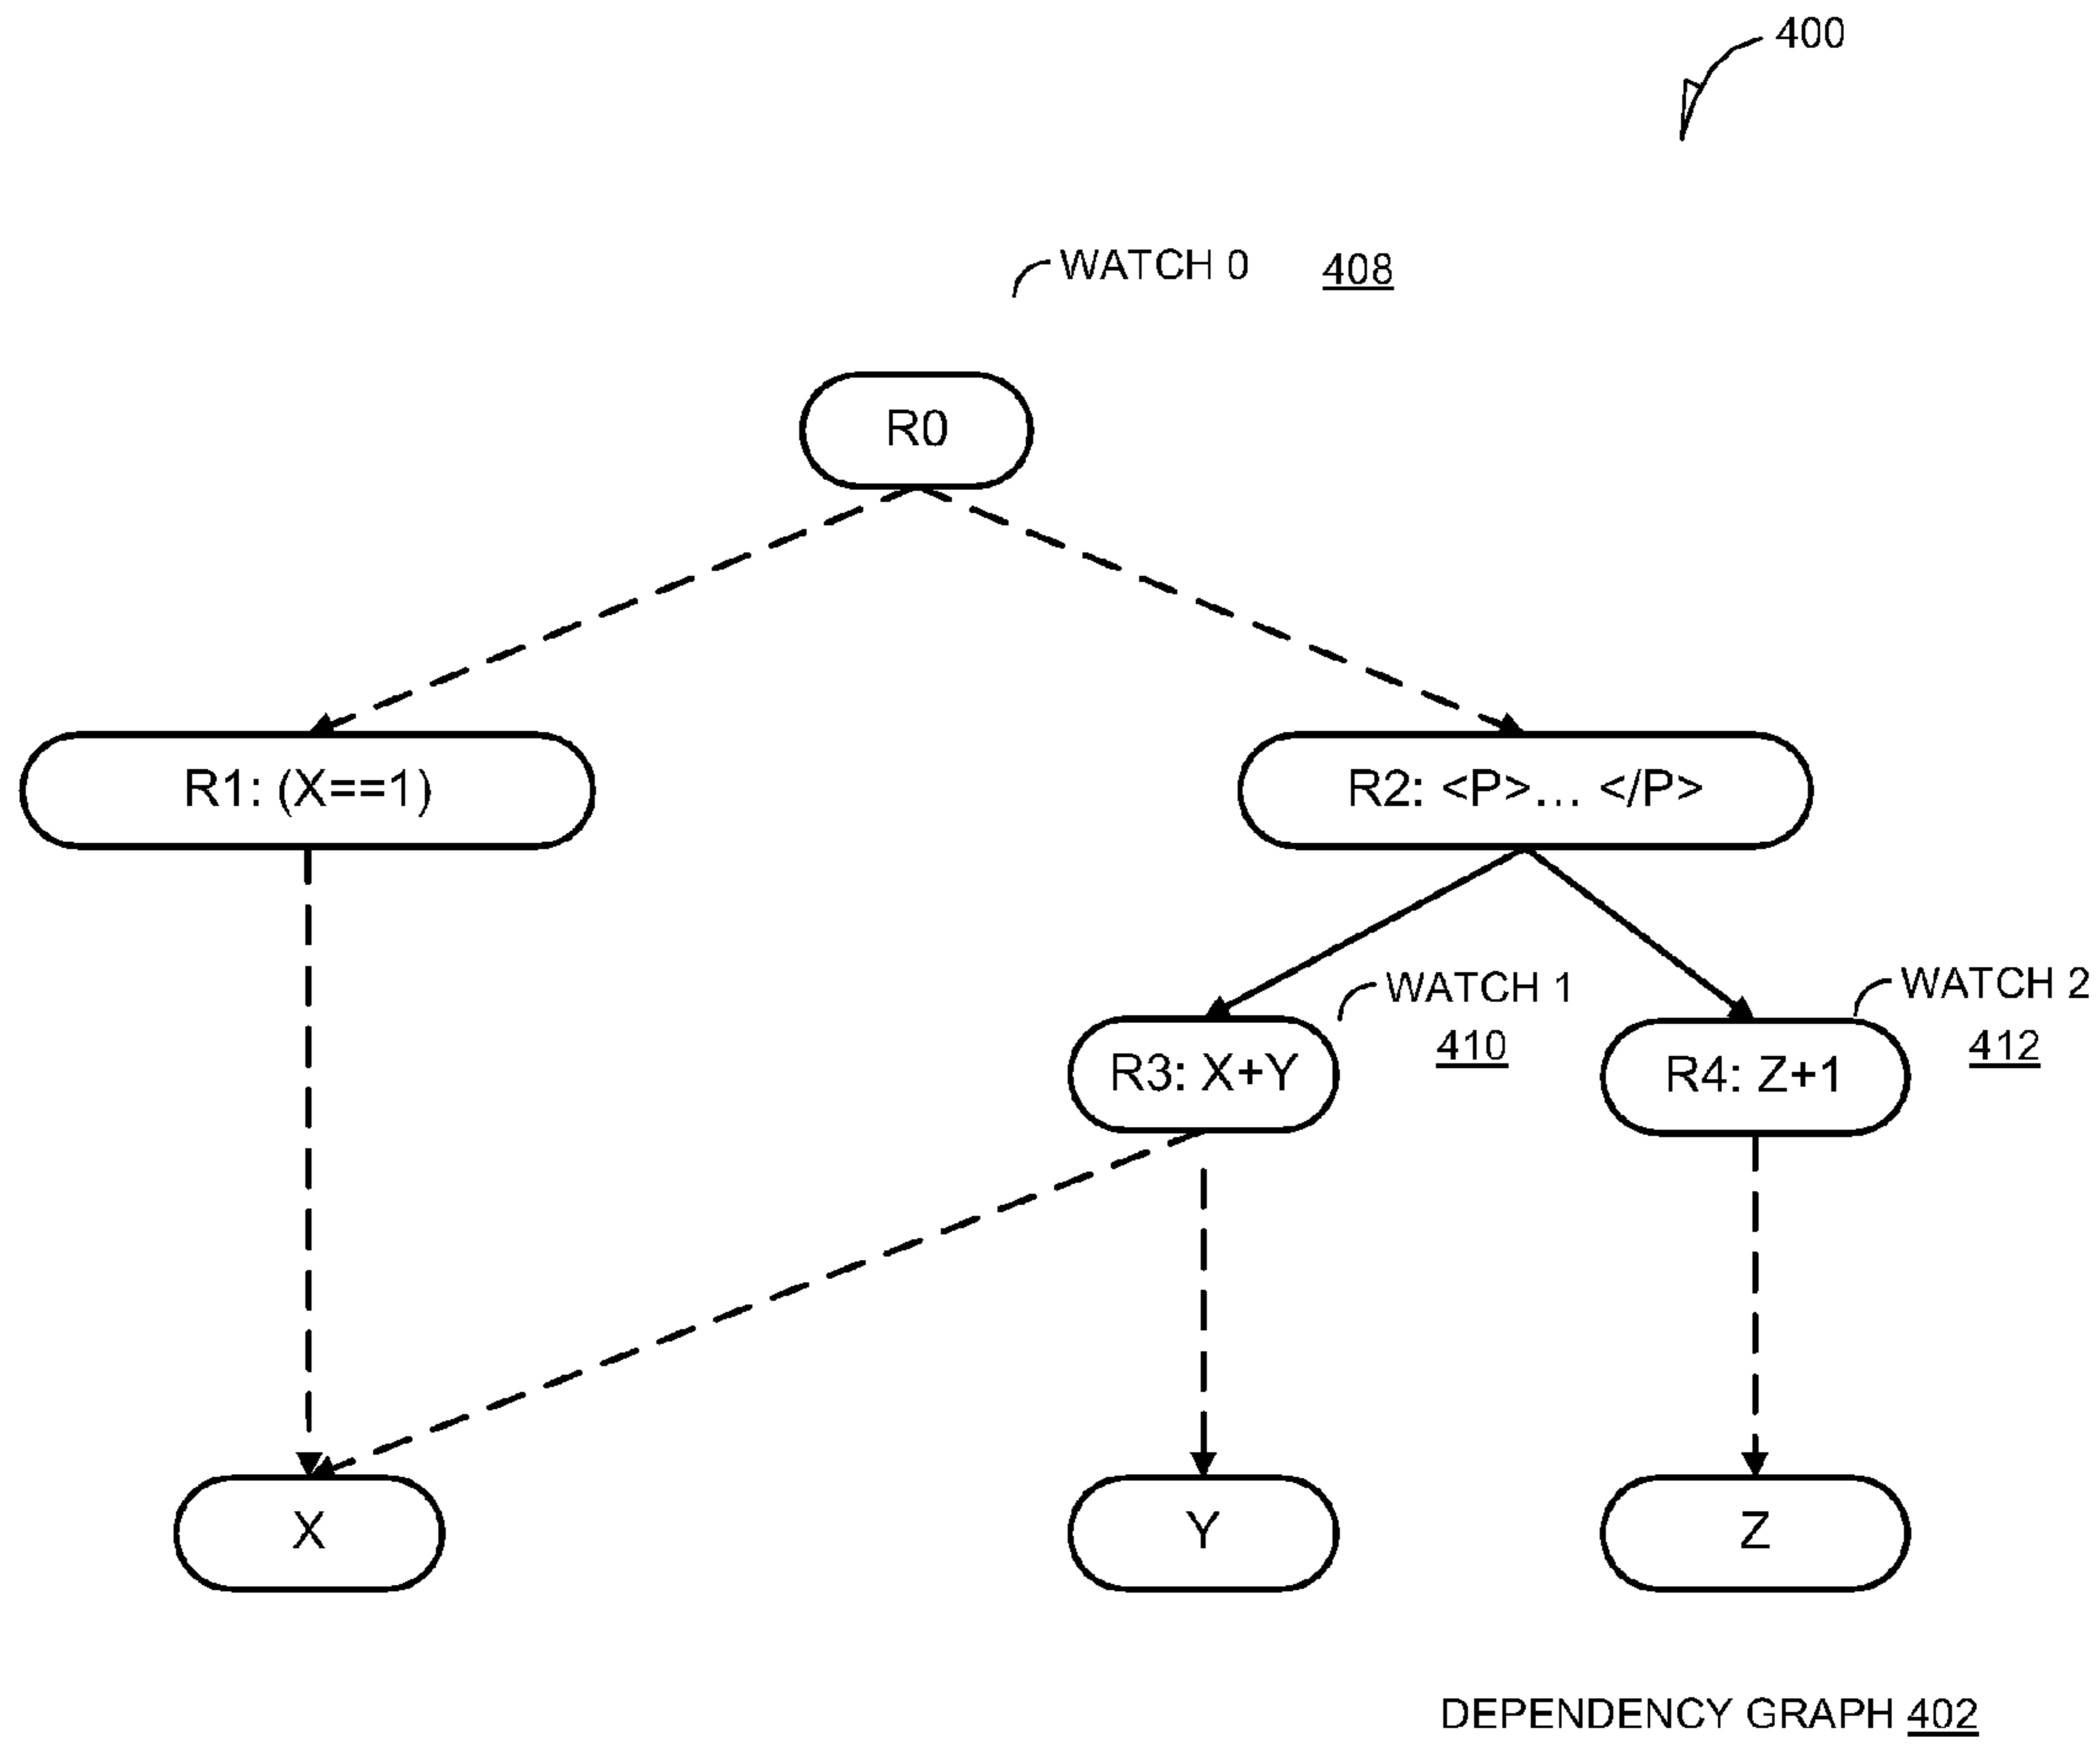 400
WATCH 0 408
R0
R1: (X==1)
R2: <P>... </P>
WATCH 1
410
WATCH 2
412
R3: X+Y
R4: Z+1
X
Y
Z
DEPENDENCY GRAPH 402